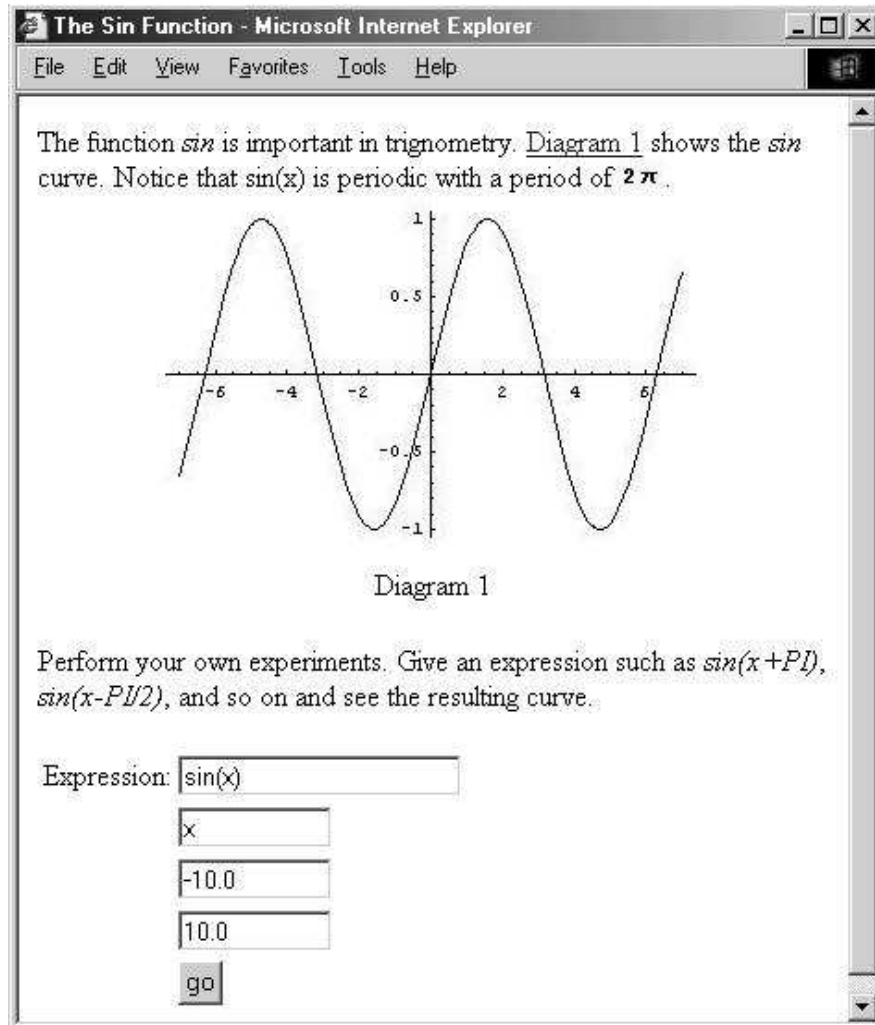 The Sin Function - Microsoft Internet Explorer
File Edit View Favorites Tools Help
The function sin is important in trignometry. Diagram 1 shows the sin
curve. Notice that sin(x) is periodic with a period of 2 π .
1
0.5
-6 -4 -2 2 4 6
-0.5
-1
Diagram 1
Perform your own experiments. Give an expression such as sin(x+PI),
sin(x-PI/2), and so on and see the resulting curve.
Expression: sin(x)
x
-10.0
10.0
go